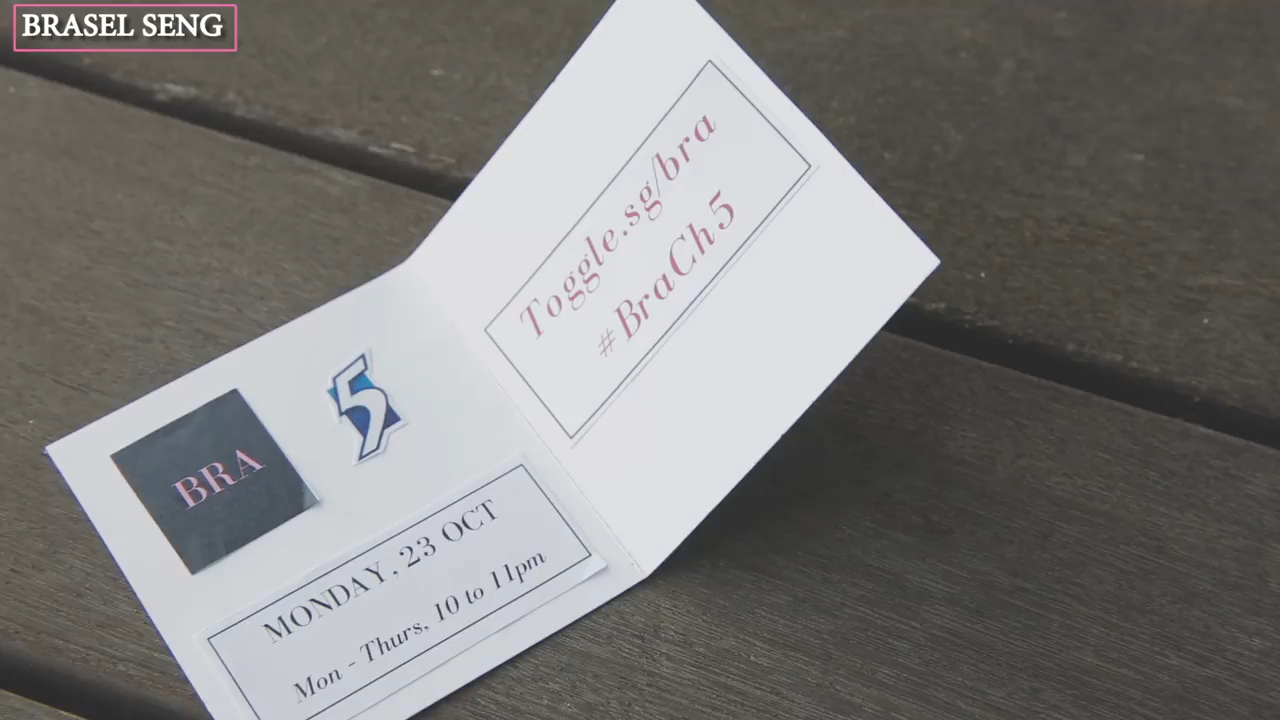 BRASEL SENG
Toggle.sg/bra
#BraCh5
5
BRA
MONDAY, 23 OCT
Mon - Thurs, 10 to 11pm